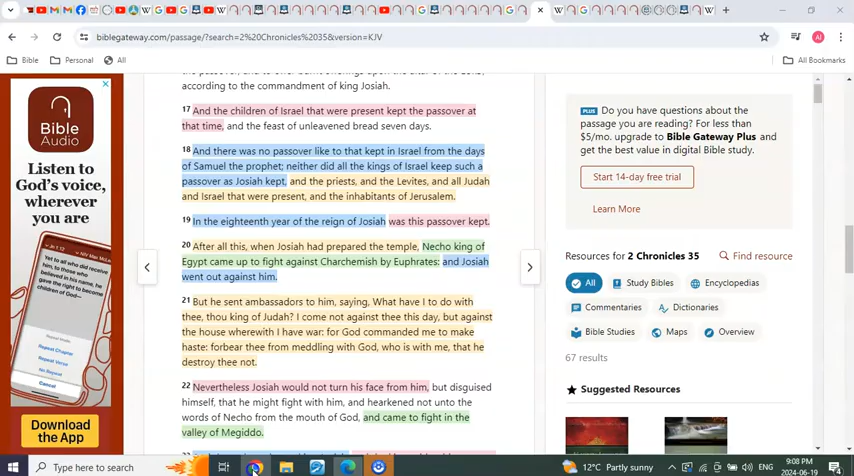 biblegateway.com/passage/?search=2%20Chronicles%2035&version=KJV
AI
Bible
Personal
All
All Bookmarks
according to the commandment of king Josiah.
17 And the children of Israel that were present kept the passover at
that time, and the feast of unleavened bread seven days.
18 And there was no passover like to that kept in Israel from the days
of Samuel the prophet; neither did all the kings of Israel keep such a
passover as Josiah kept, and the priests, and the Levites, and all Judah
and Israel that were present, and the inhabitants of Jerusalem.
19 In the eighteenth year of the reign of Josiah was this passover kept.
20 After all this, when Josiah had prepared the temple, Necho king of
Egypt came up to fight against Charchemish by Euphrates: and Josiah
went out against him.
21 But he sent ambassadors to him, saying, What have I to do with
thee, thou king of Judah? I come not against thee this day, but against
the house wherewith I have war: for God commanded me to make
haste: forbear thee from meddling with God, who is with me, that he
destroy thee not.
22 Nevertheless Josiah would not turn his face from him, but disguised
himself, that he might fight with him, and hearkened not unto the
words of Necho from the mouth of God, and came to fight in the
valley of Megiddo.
Bible
Audio
Listen to
God's voice,
wherever
you are
Repeat Chapter
Repeat Verse
No Repeat
Cancel
Download
the App
PLUS Do you have questions about the
passage you are reading? For less than
$5/mo. upgrade to Bible Gateway Plus and
get the best value in digital Bible study.
Start 14-day free trial
Learn More
Resources for 2 Chronicles 35
Find resource
All
Study Bibles
Encyclopedias
Commentaries
Dictionaries
Bible Studies
Maps
Overview
67 results
Suggested Resources
Type here to search
12°C Partly sunny
ENG
9:08 PM
2024-06-19